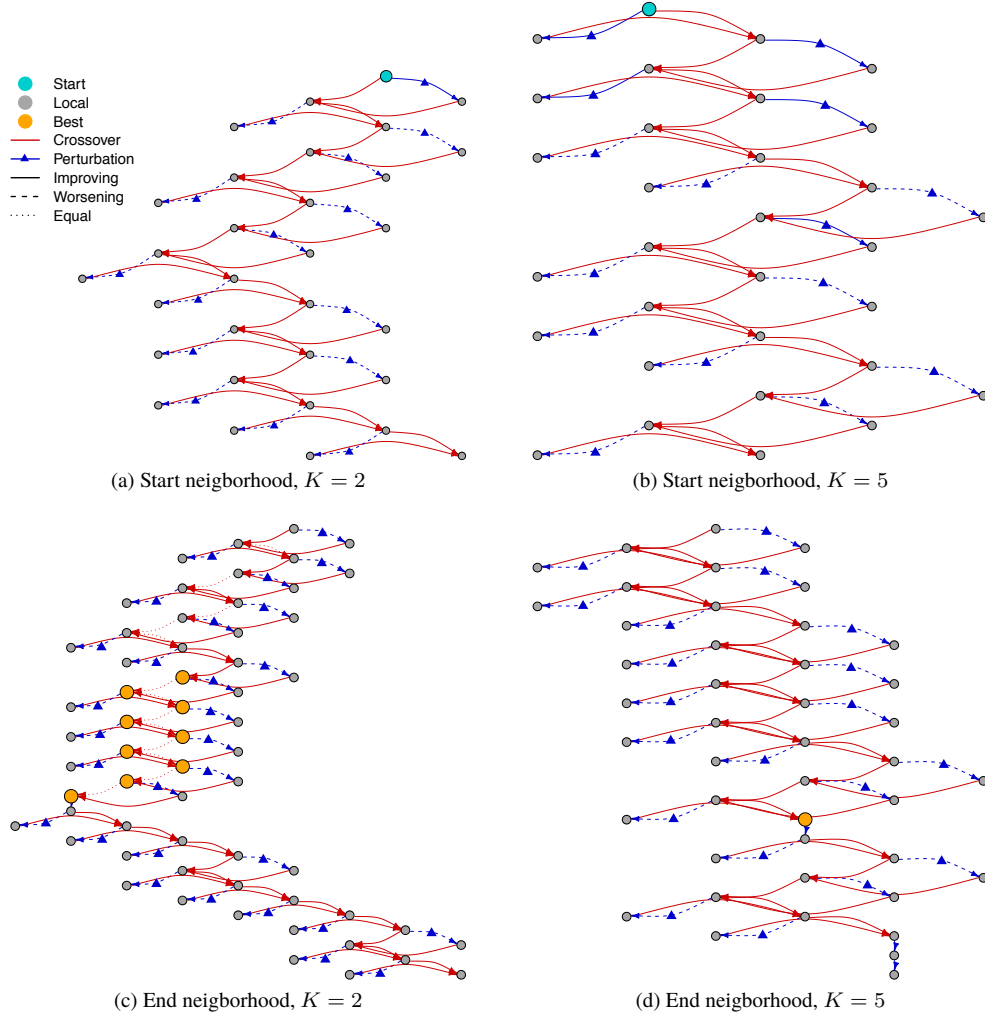 Start
Local
Best
Crossover
Perturbation
Improving
Worsening
Equal
(a) Start neigborhood, K = 2
(b) Start neigborhood, K = 5
(c) End neigborhood, K = 2
(d) End neigborhood, K = 5